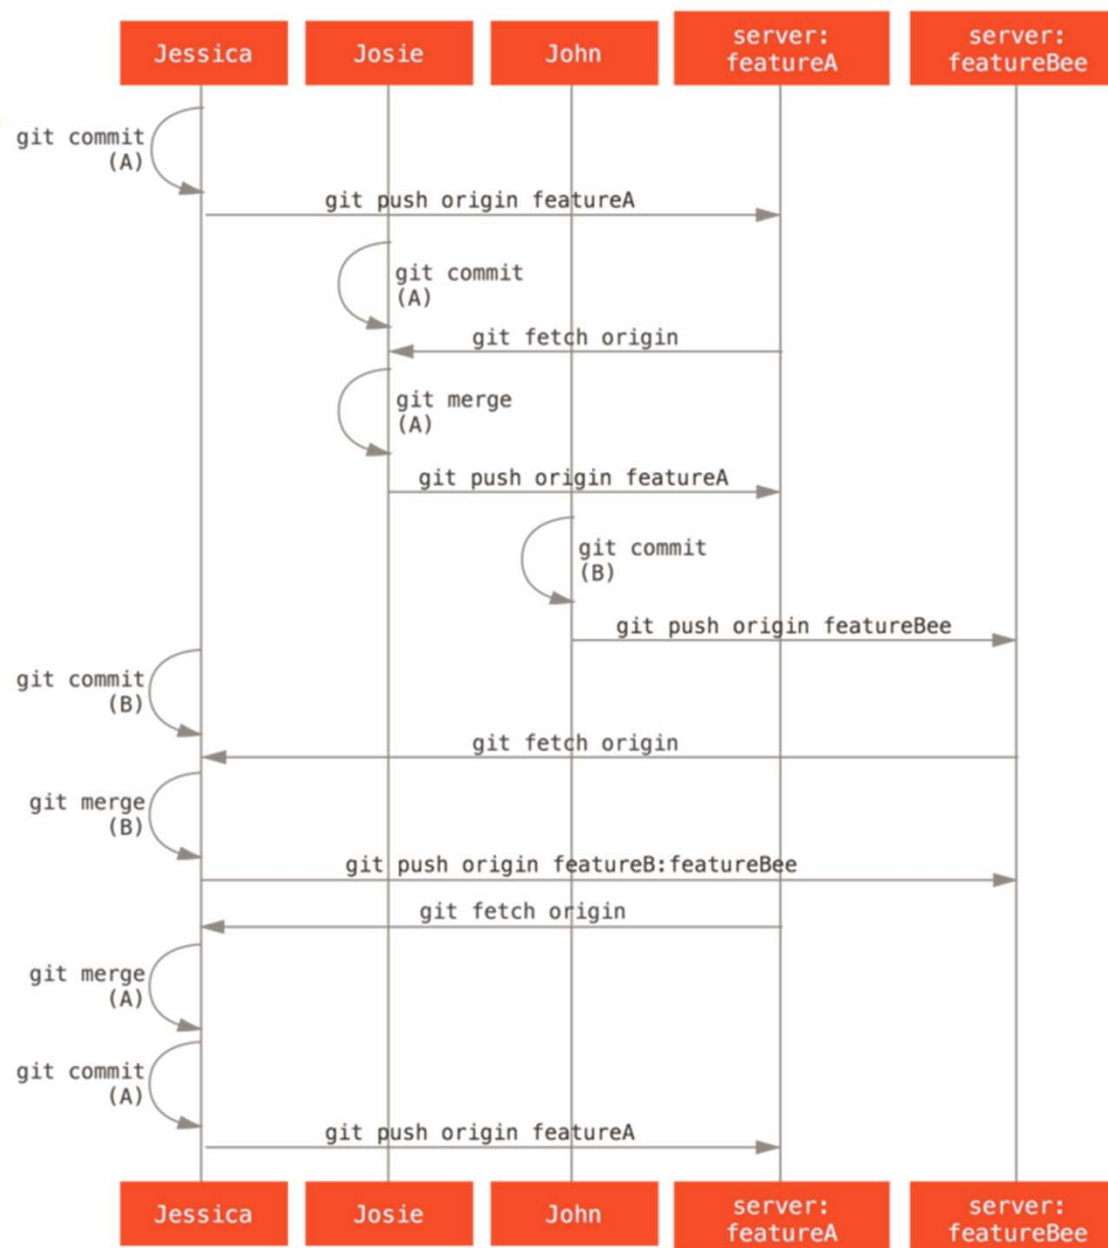 Jessica
Josie
John
server:
featureA
server:
featureBee
git commit
(A)
git push origin featureA
git commit
(A)
git fetch origin
git merge
(A)
git push origin featureA
git commit
(B)
git push origin featureBee
git commit
(B)
git fetch origin
git merge
(B)
git push origin featureB:featureBee
git fetch origin
git merge
(A)
git commit
(A)
git push origin featureA
Jessica
Josie
John
server:
featureA
server:
featureBee